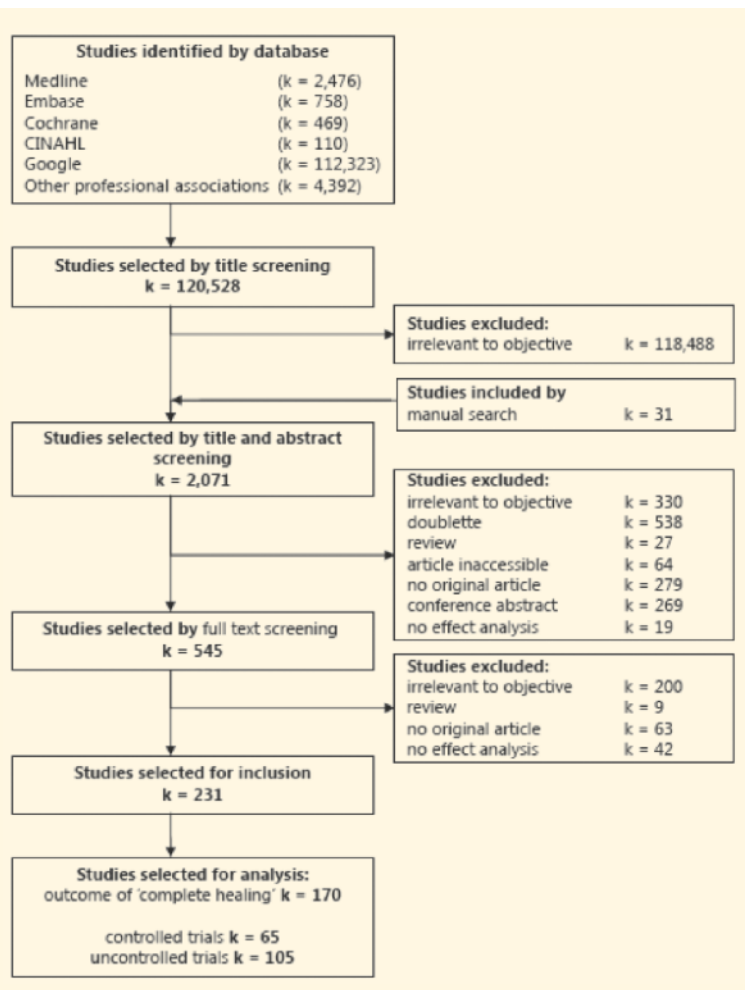 Studies identified by database
Medline (k = 2,476)
Embase (k = 758)
Cochrane (k = 469)
CINAHL (k = 110)
Google (k = 112,323)
Other professional associations (k = 4,392)
Studies selected by title screening
k = 120,528
Studies excluded:
irrelevant to objective k = 118,488
Studies included by
manual search k = 31
Studies selected by title and abstract
screening
k = 2,071
Studies excluded:
irrelevant to objective k = 330
doublette k = 538
review k = 27
article inaccessible k = 64
no original article k = 279
conference abstract k = 269
no effect analysis k = 19
Studies selected by full text screening
k = 545
Studies excluded:
irrelevant to objective k = 200
review k = 9
no original article k = 63
no effect analysis k = 42
Studies selected for inclusion
k = 231
Studies selected for analysis:
outcome of 'complete healing' k = 170
controlled trials k = 65
uncontrolled trials k = 105